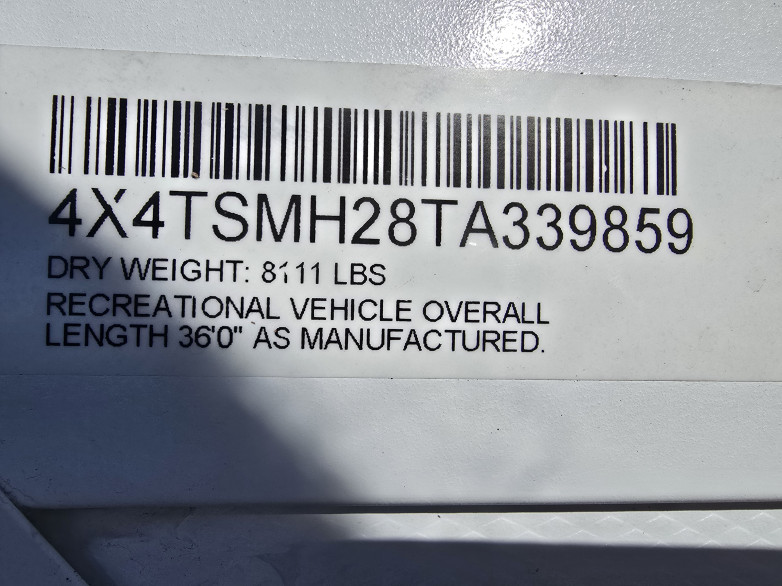 4X4TSMH28TA339859
DRY WEIGHT: 8111 LBS
RECREATIONAL VEHICLE OVERALL
LENGTH 36'0" AS MANUFACTURED.